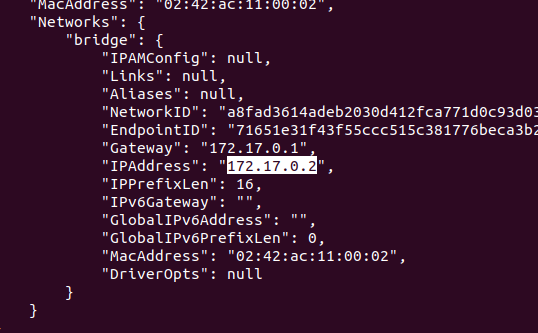 "MacAddress": "02:42:ac:11:00:02",
"Networks": {
"bridge": {
"IPAMConfig": null,
"Links": null,
"Aliases": null,
"NetworkID": "a8fad3614adeb2030d412fca771d0c93d03
"EndpointID": "71651e31f43f55ccc515c381776beca3b2
"Gateway": "172.17.0.1",
"IPAddress": "172.17.0.2",
"IPPrefixLen": 16,
"IPv6Gateway": "",
"GlobalIPv6Address": "",
"GlobalIPv6PrefixLen": 0,
"MacAddress": "02:42:ac:11:00:02",
"DriverOpts": null
}
}